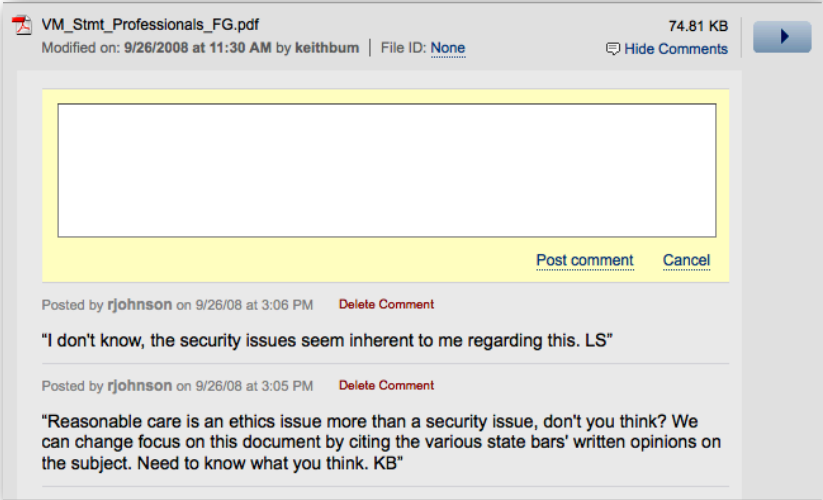 VM_Stmt_Professionals_FG.pdf
74.81 KB
Modified on: 9/26/2008 at 11:30 AM by keithbum | File ID: None
Hide Comments
Post comment Cancel
Posted by rjohnson on 9/26/08 at 3:06 PM Delete Comment
“I don't know, the security issues seem inherent to me regarding this. LS”
Posted by rjohnson on 9/26/08 at 3:05 PM Delete Comment
“Reasonable care is an ethics issue more than a security issue, don't you think? We
can change focus on this document by citing the various state bars' written opinions on
the subject. Need to know what you think. KB”